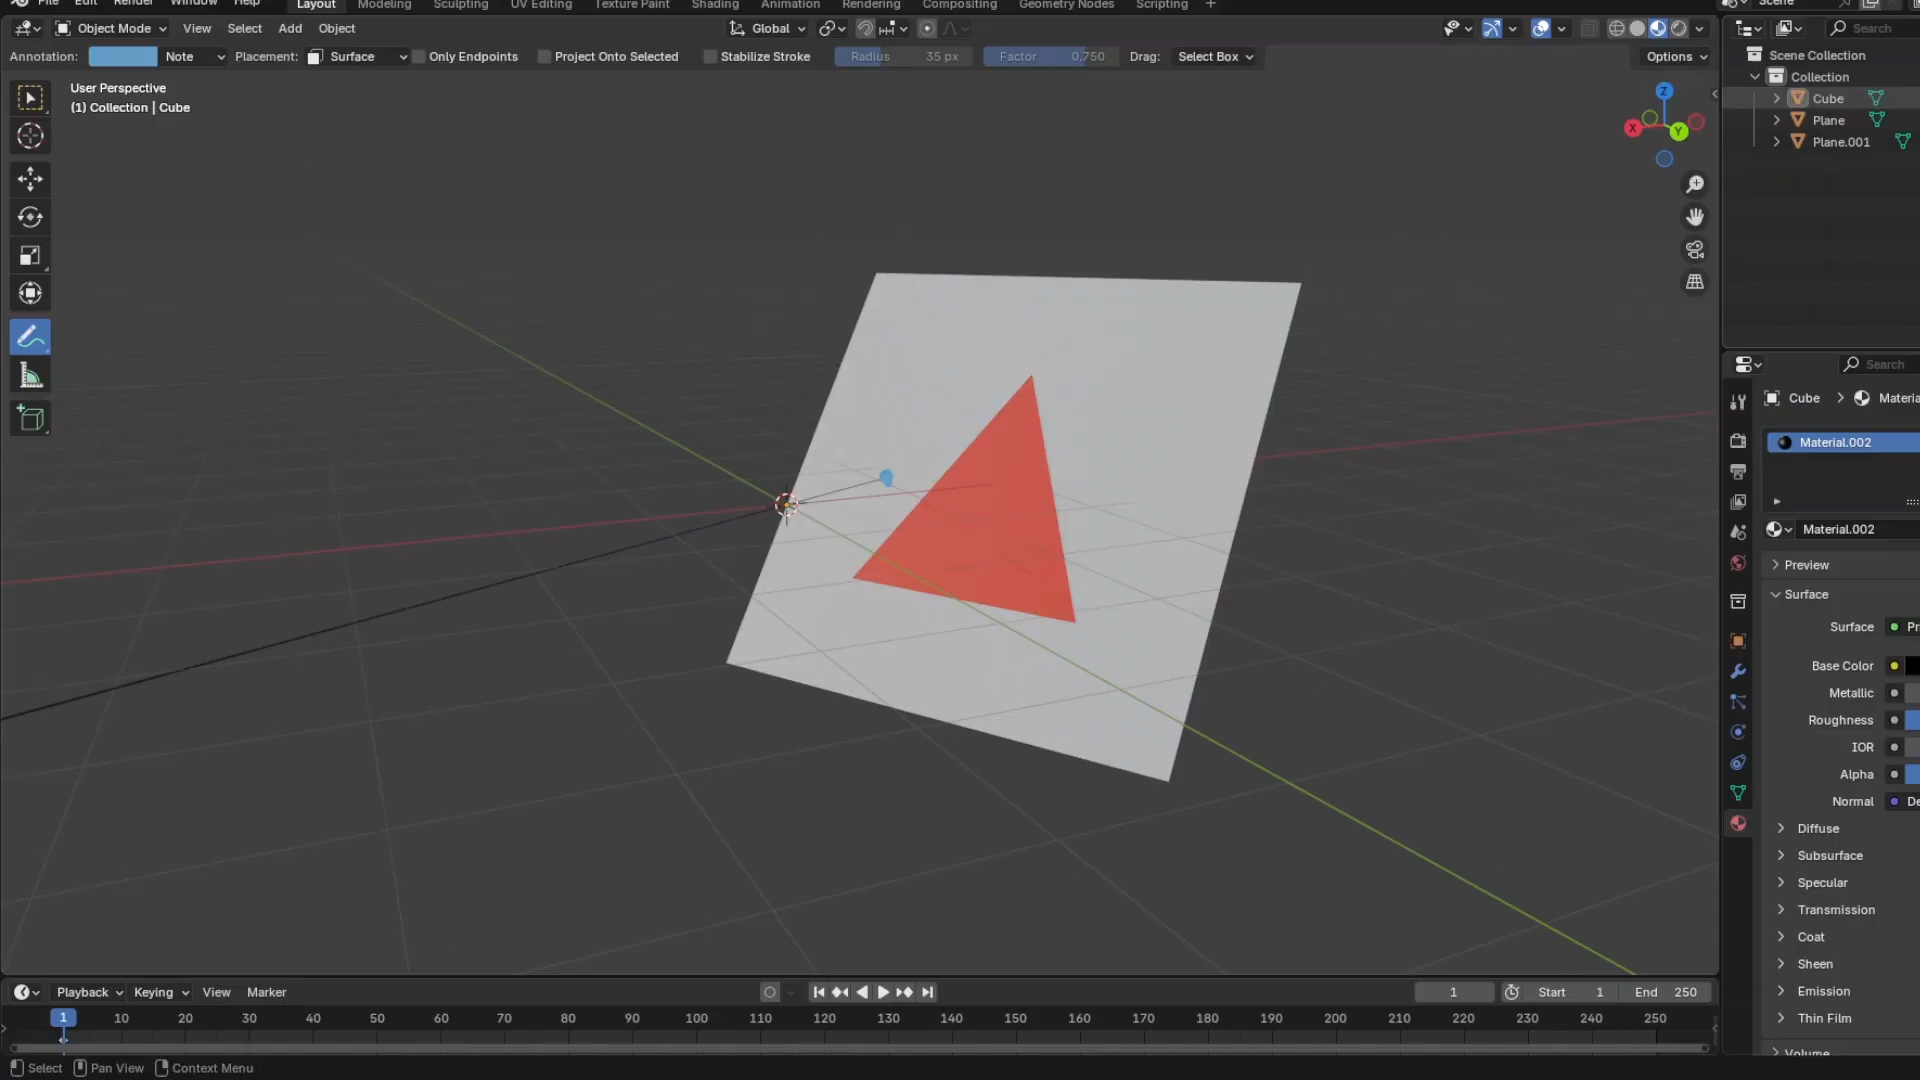 File Edit Render Window Help Layout Modeling Sculpting UV Editing Texture Paint Shading Animation Rendering Compositing Geometry Nodes Scripting + Scene
Object Mode View Select Add Object Global Search
Annotation: Note Placement: Surface Only Endpoints Project Onto Selected Stabilize Stroke Radius 35 px Factor 0.750 Drag: Select Box Options
Scene Collection
Collection
Cube
Plane
Plane.001
User Perspective
(1) Collection | Cube
Z
X
Y
Search
Cube > Materia
Material.002
Material.002
Preview
Surface
Surface Pr
Base Color
Metallic
Roughness
IOR
Alpha
Normal De
Diffuse
Subsurface
Specular
Transmission
Coat
Sheen
Emission
Thin Film
Volume
Playback Keying View Marker 1 Start 1 End 250
1 10 20 30 40 50 60 70 80 90 100 110 120 130 140 150 160 170 180 190 200 210 220 230 240 250
Select Pan View Context Menu